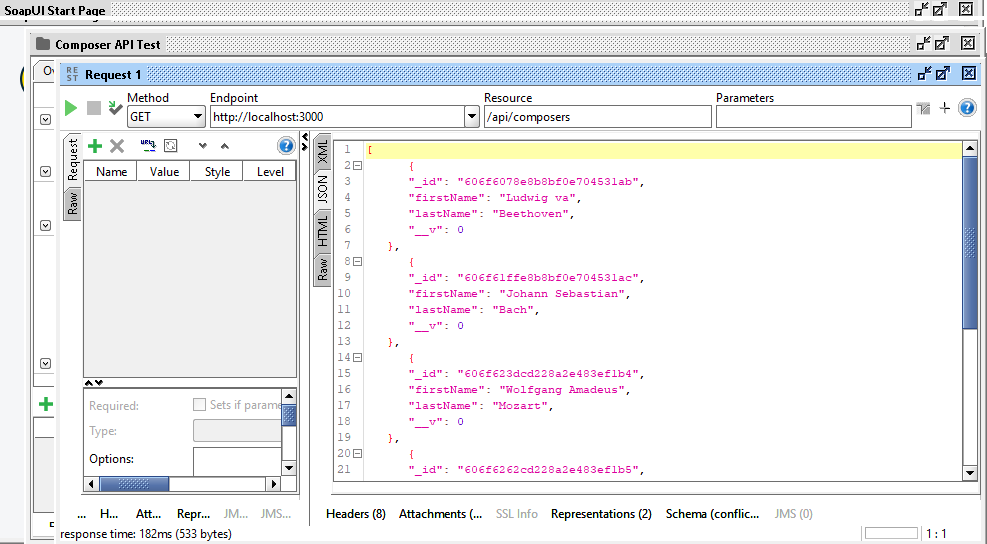 SoapUI Start Page
Composer API Test
Ov
RE
ST
Request 1
Method
Endpoint
Resource
Parameters
GET
http://localhost:3000
/api/composers
Request
Raw
Name Value Style Level
Required:
Sets if parame
Type:
Options:
XML
JSON
HTML
Raw
1 [
2 {
3 "_id": "606f6078e8b8bf0e704531ab",
4 "firstName": "Ludwig va",
5 "lastName": "Beethoven",
6 "__v": 0
7 },
8 {
9 "_id": "606f61ffe8b8bf0e704531ac",
10 "firstName": "Johann Sebastian",
11 "lastName": "Bach",
12 "__v": 0
13 },
14 {
15 "_id": "606f623dcd228a2e483ef1b4",
16 "firstName": "Wolfgang Amadeus",
17 "lastName": "Mozart",
18 "__v": 0
19 },
20 {
21 "_id": "606f6262cd228a2e483ef1b5",
... H... Att... Repr... JM... JMS...
Headers (8) Attachments (... SSL Info Representations (2) Schema (conflic... JMS (0)
response time: 182ms (533 bytes)
1 : 1